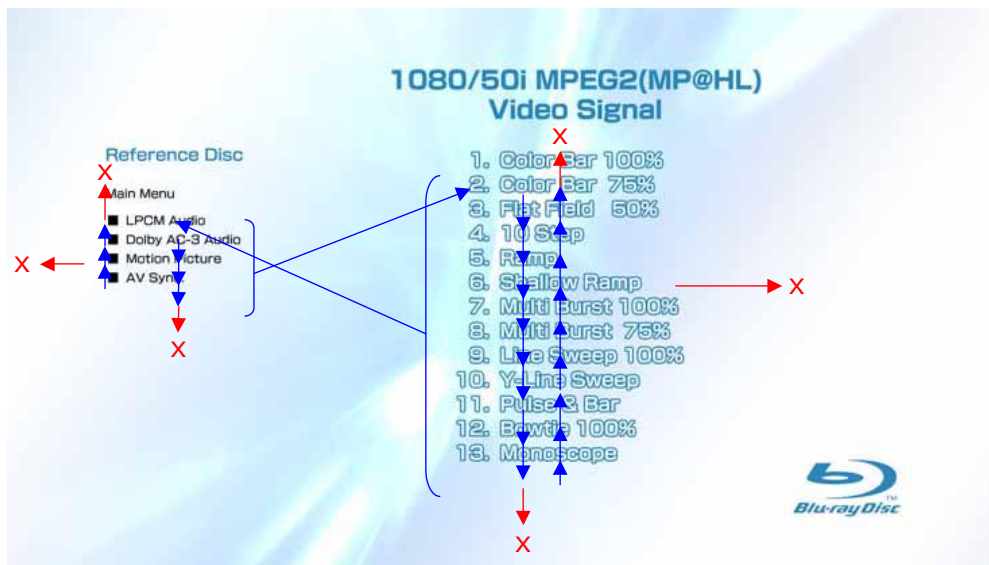 1080/50i MPEG2(MP@HL)
Video Signal
Reference Disc
Main Menu
LPCM Audio
Dolby AC-3 Audio
Motion Picture
AV Sync.
X
X
X
1. Color Bar 100%
2. Color Bar 75%
3. Flat Field 50%
4. 10 Step
5. Ramp
6. Shallow Ramp
7. Multi Burst 100%
8. Multi Burst 75%
9. Line Sweep 100%
10. Y-Line Sweep
11. Pulse & Bar
12. Bowtie 100%
13. Monoscope
X
X
X
Blu-ray Disc
TM